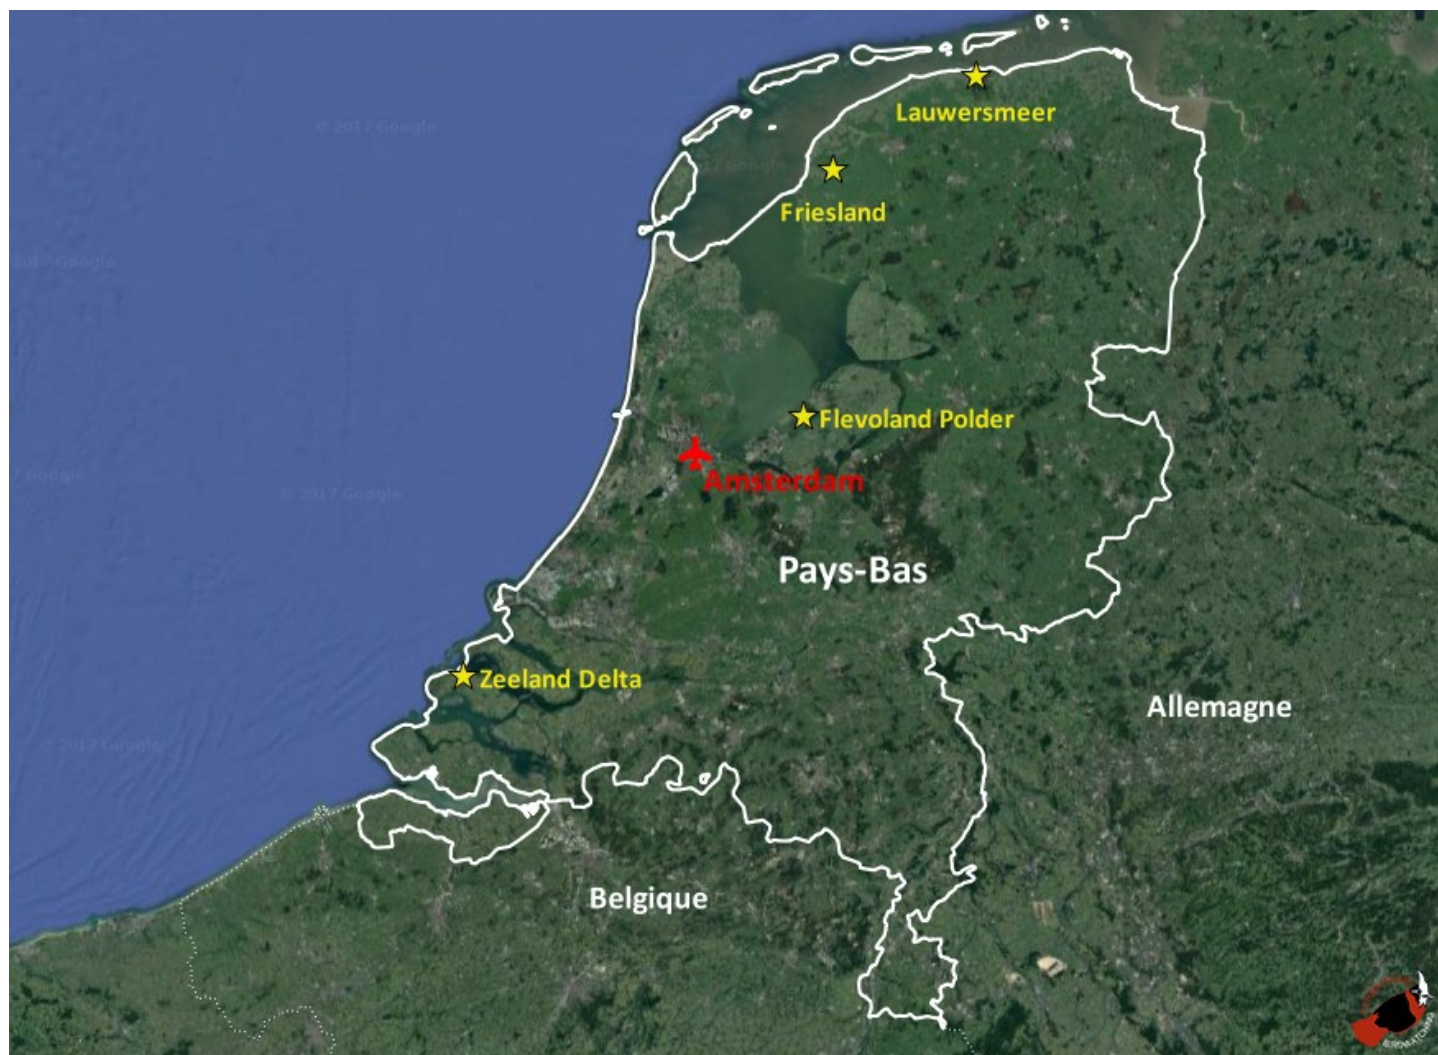 Lauwersmeer
© 2017 Google
Friesland
Flevoland Polder
Amsterdam
© 2017 Google
Pays-Bas
Zeeland Delta
Allemagne
© 2017 Google
Belgique